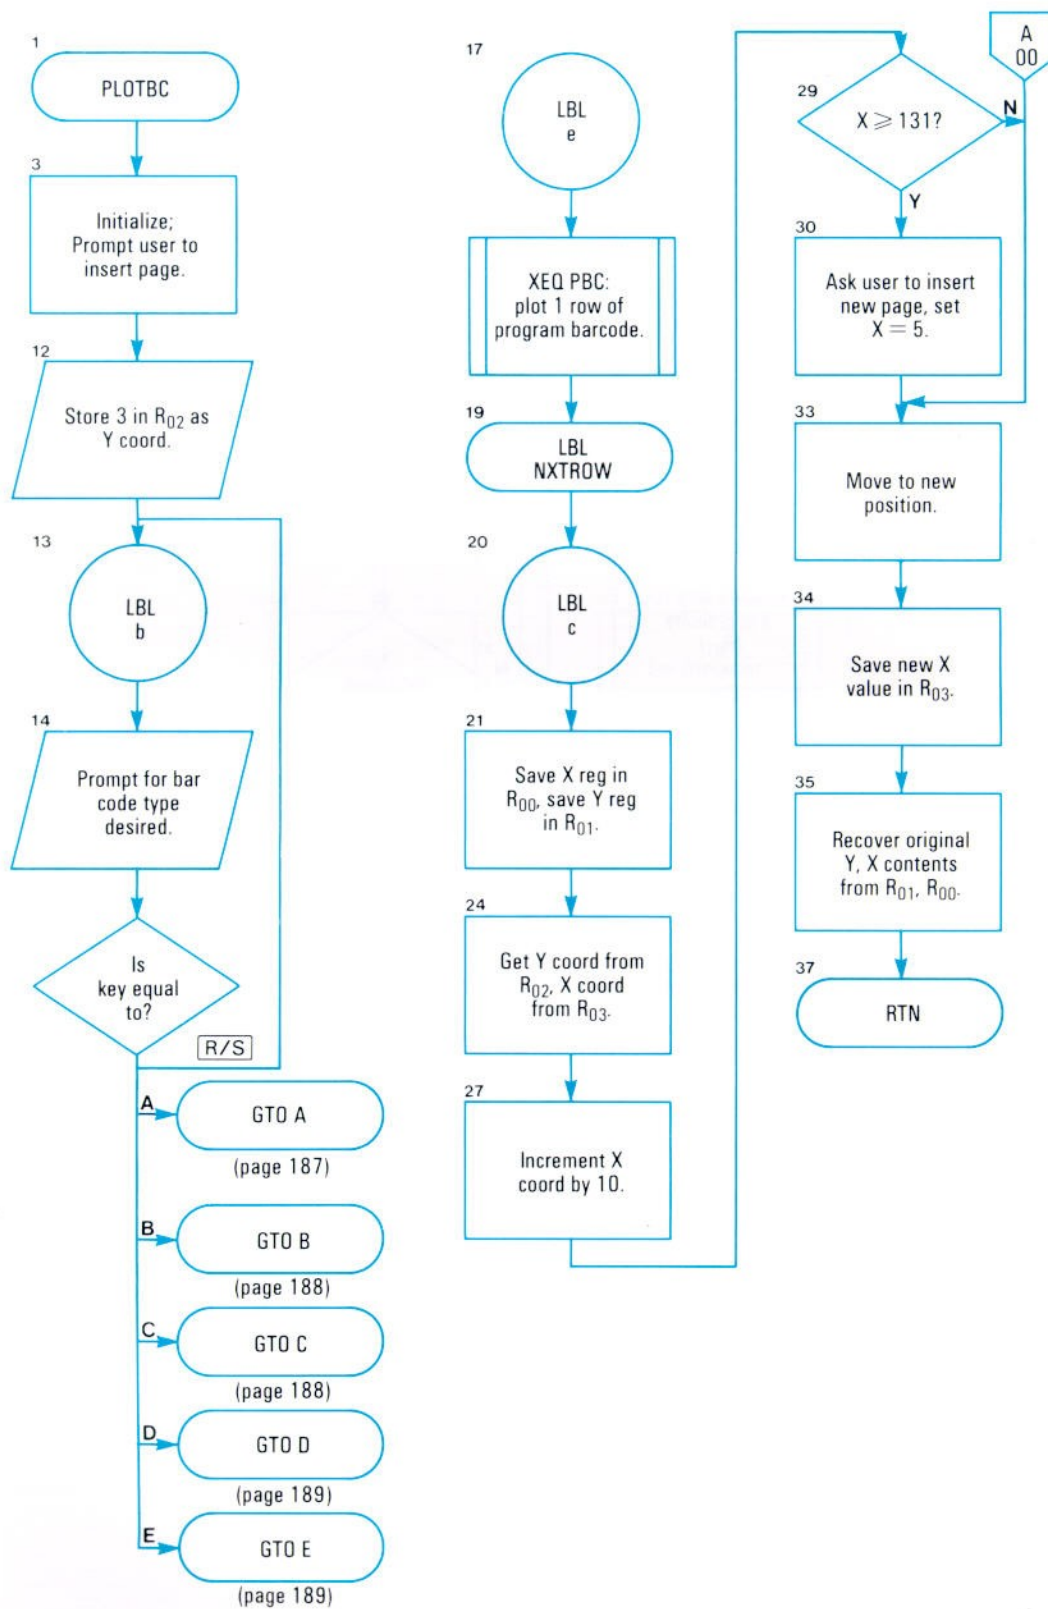 1
PLOTBC
3
Initialize;
Prompt user to
insert page.
12
Store 3 in R02 as
Y coord.
13
LBL
b
14
Prompt for bar
code type
desired.
Is
key equal
to?
R/S
A
GTO A
(page 187)
B
GTO B
(page 188)
C
GTO C
(page 188)
D
GTO D
(page 189)
E
GTO E
(page 189)
17
LBL
e
XEQ PBC:
plot 1 row of
program barcode.
19
LBL
NXTROW
20
LBL
c
21
Save X reg in
R00, save Y reg
in R01.
24
Get Y coord from
R02, X coord
from R03.
27
Increment X
coord by 10.
A
00
29
X ⩾ 131?
N
Y
30
Ask user to insert
new page, set
X = 5.
33
Move to new
position.
34
Save new X
value in R03.
35
Recover original
Y, X contents
from R01, R00.
37
RTN